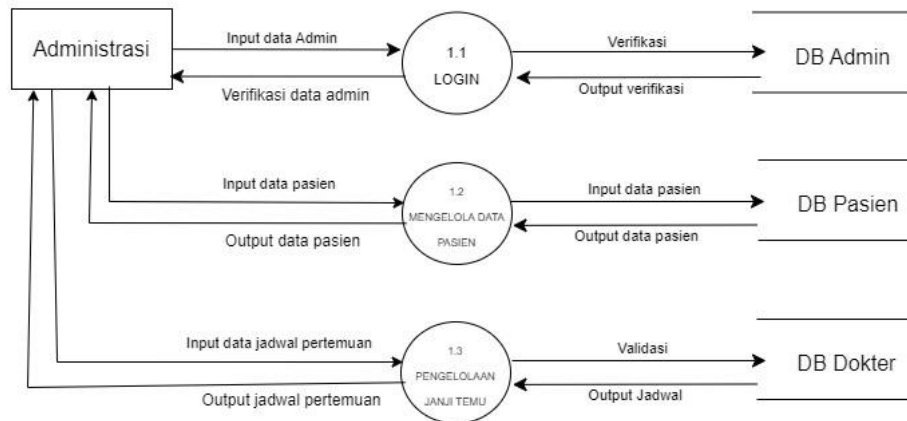 Administrasi
Input data Admin
Verifikasi data admin
1.1
LOGIN
Verifikasi
Output verifikasi
DB Admin
Input data pasien
Output data pasien
1.2
MENGELOLA DATA
PASIEN
Input data pasien
Output data pasien
DB Pasien
Input data jadwal pertemuan
Output jadwal pertemuan
1.3
PENGELOLAAN
JANJI TEMU
Validasi
Output Jadwal
DB Dokter